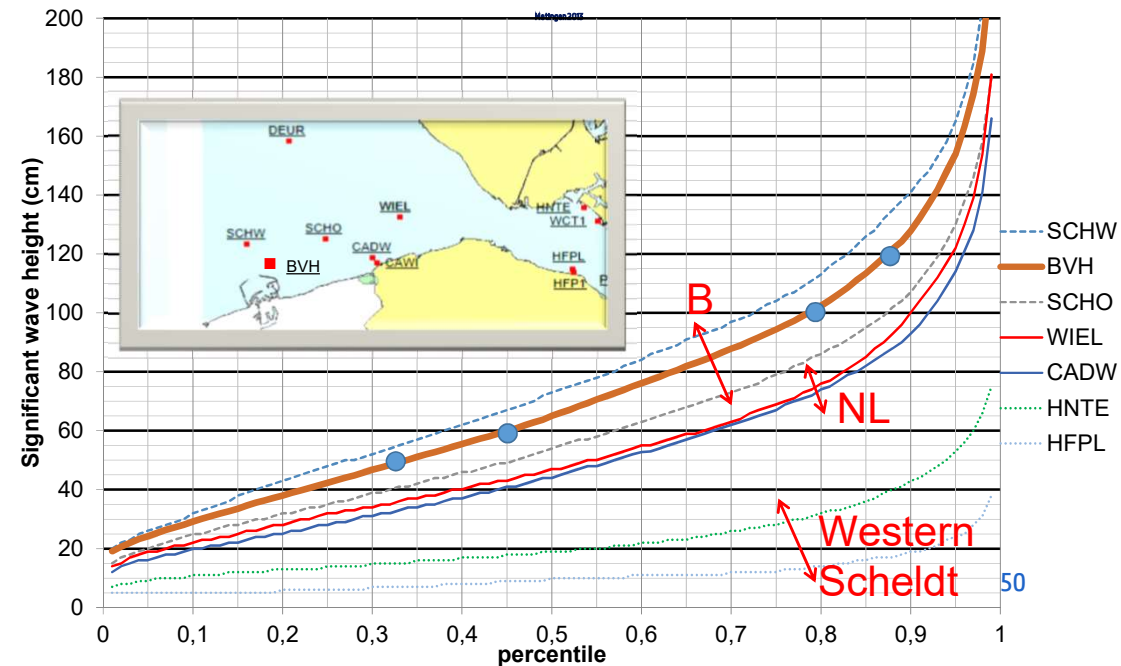 Metingen 2013
200
180
160
140
120
100
80
60
40
20
0
Significant wave height (cm)
DEUR
WIEL
HNTE
WCT1
SCHW
SCHO
CADW
CAWI
BVH
HFPL
HFP1
P
B
NL
Western
Scheldt
SCHW
BVH
SCHO
WIEL
CADW
HNTE
HFPL
50
0 0,1 0,2 0,3 0,4 0,5 0,6 0,7 0,8 0,9 1
percentile